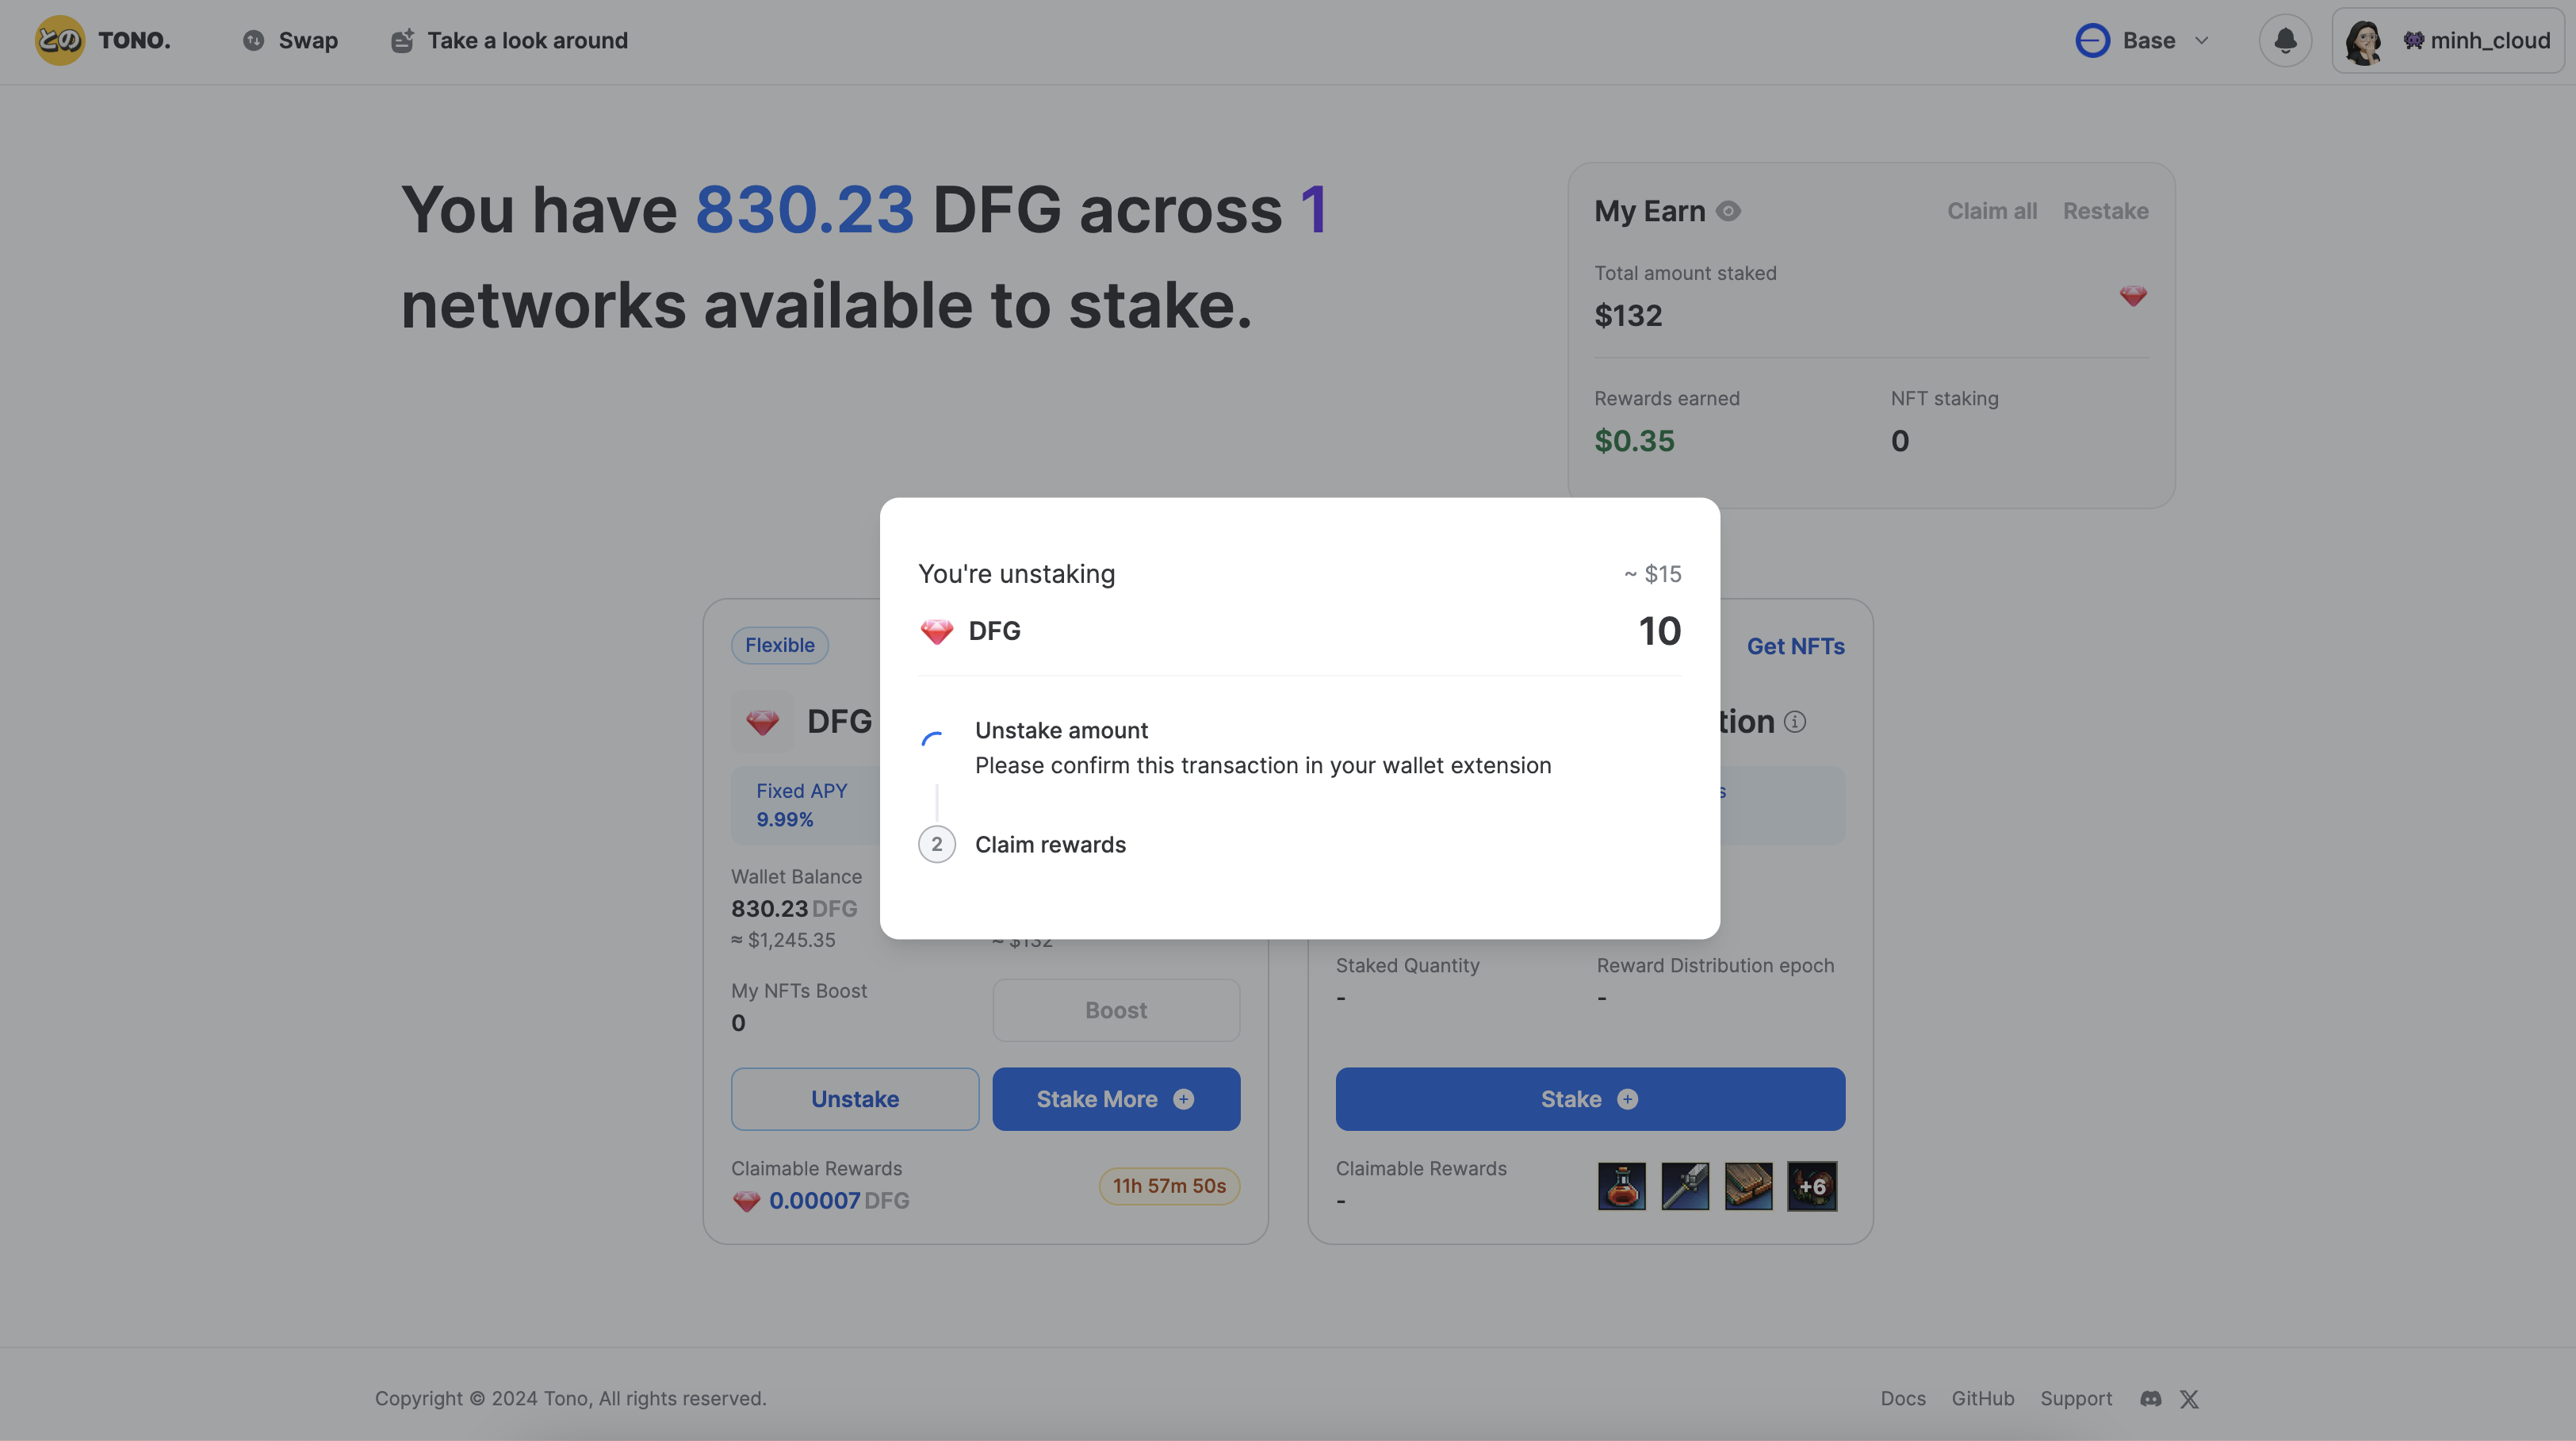 との TONO.
Swap
Take a look around
Base
minh_cloud
You have 830.23 DFG across 1
networks available to stake.
My Earn
Claim all
Restake
Total amount staked
$132
Rewards earned
$0.35
NFT staking
0
You're unstaking
~ $15
DFG
10
Unstake amount
Please confirm this transaction in your wallet extension
2
Claim rewards
Flexible
DFG
Fixed APY
9.99%
Wallet Balance
830.23 DFG
≈ $1,245.35
~ $132
My NFTs Boost
0
Boost
Unstake
Stake More
Claimable Rewards
0.00007 DFG
11h 57m 50s
Get NFTs
tion
s
Staked Quantity
-
Reward Distribution epoch
-
Stake
Claimable Rewards
-
+6
Copyright © 2024 Tono, All rights reserved.
Docs
GitHub
Support